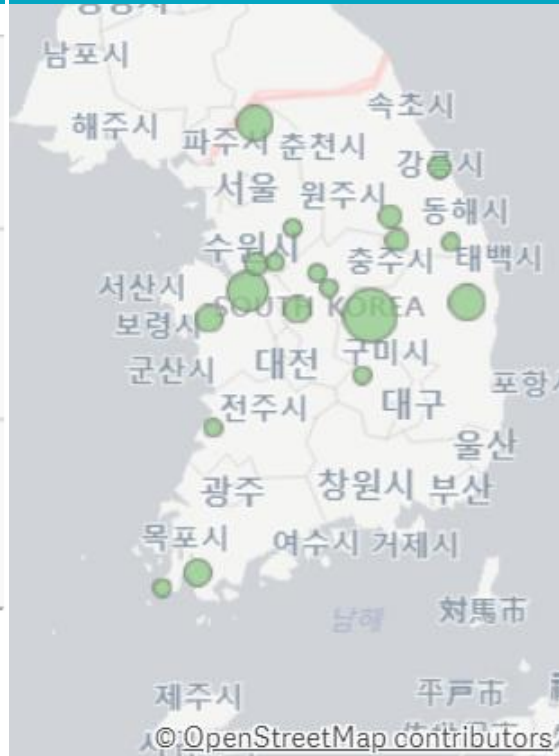 남포시
속초시
해주시
파주시
춘천시
강릉시
서울
원주시
동해시
수원시
충주시
태백시
서산시
SOUTH KOREA
보령시
구미시
군산시
대전
포항시
전주시
대구
울산
광주
창원시
부산
목포시
여수시
거제시
남해
対馬市
제주시
平戸市
© OpenStreetMap contributors